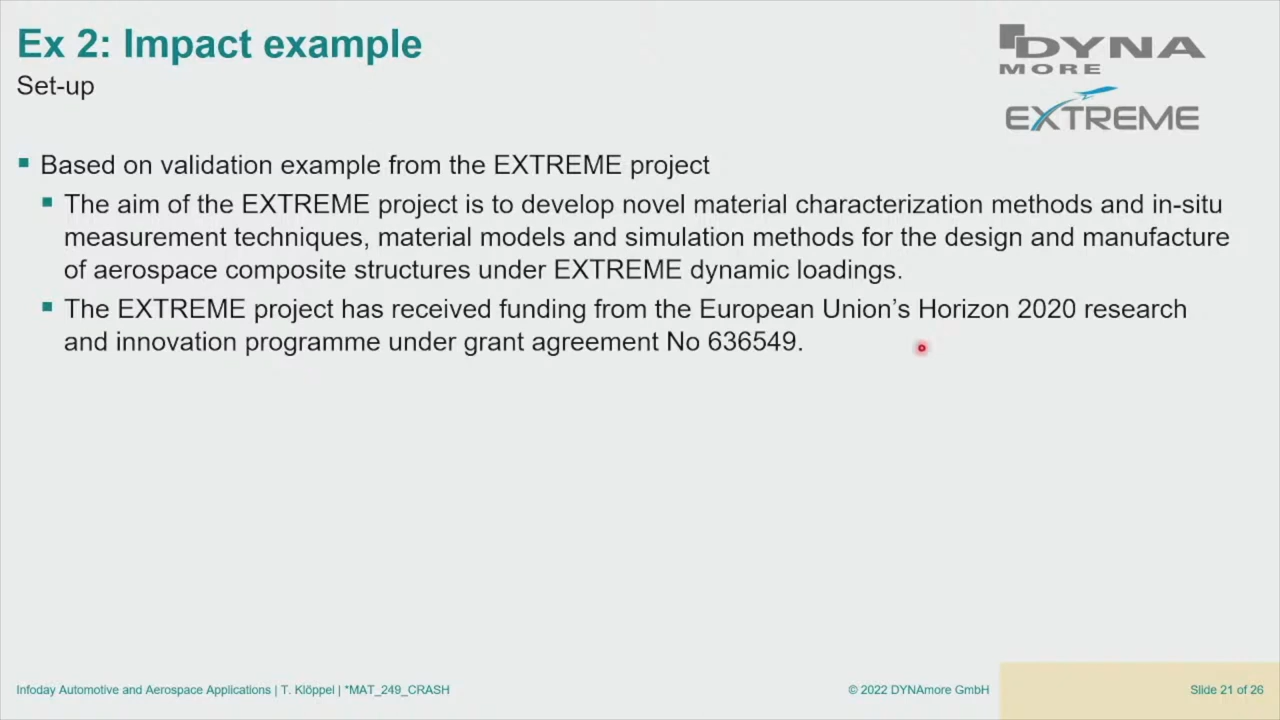 Ex 2: Impact example
Set-up
DYNA
MORE
EXTREME
Based on validation example from the EXTREME project
The aim of the EXTREME project is to develop novel material characterization methods and in-situ
measurement techniques, material models and simulation methods for the design and manufacture
of aerospace composite structures under EXTREME dynamic loadings.
The EXTREME project has received funding from the European Union’s Horizon 2020 research
and innovation programme under grant agreement No 636549.
Infoday Automotive and Aerospace Applications | T. Klöppel | *MAT_249_CRASH
© 2022 DYNAmore GmbH
Slide 21 of 26